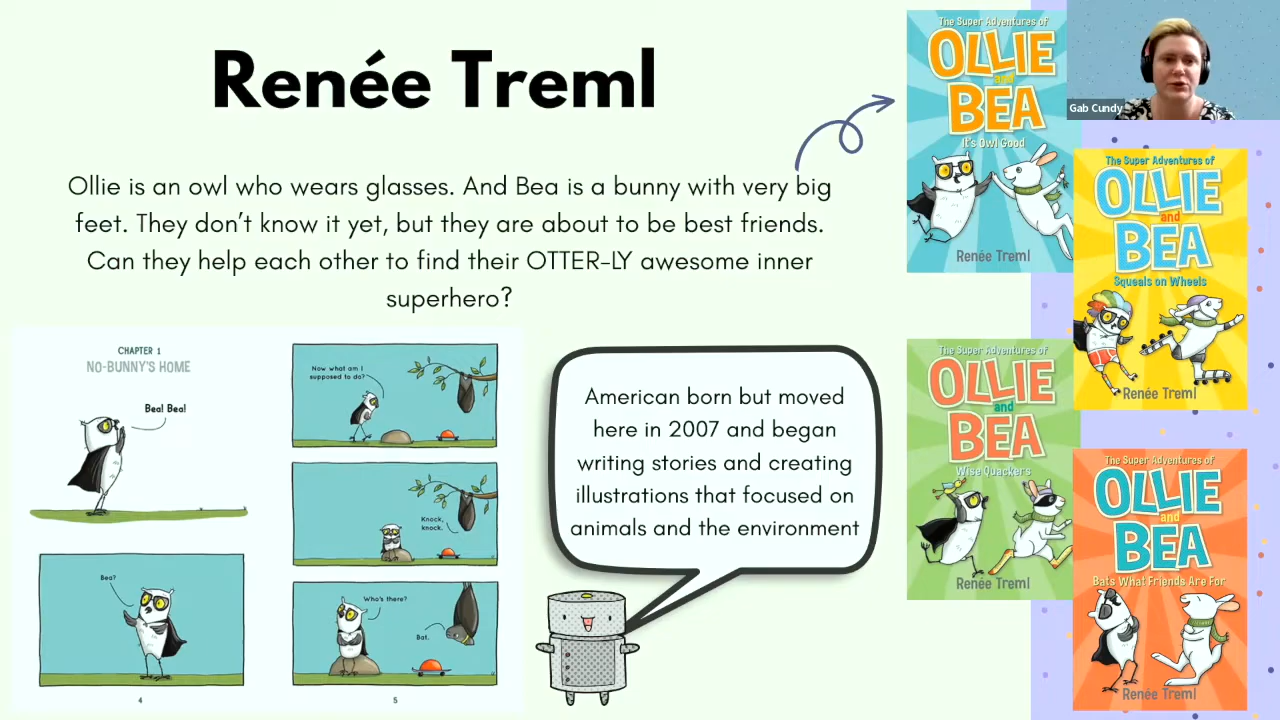 Renée Treml
Ollie is an owl who wears glasses. And Bea is a bunny with very big
feet. They don't know it yet, but they are about to be best friends.
Can they help each other to find their OTTER-LY awesome inner
superhero?
CHAPTER 1
NO-BUNNY'S HOME
Bea! Bea!
Bea?
4
Now what am I
supposed to do?
Knock,
knock.
Who's there?
Bat.
5
American born but moved
here in 2007 and began
writing stories and creating
illustrations that focused on
animals and the environment
The Super Adventures of
OLLIE
and
BEA
It's Owl Good
Renée Treml
Gab Cundy
The Super Adventures of
OLLIE
and
BEA
Squeals on Wheels
Renée Treml
The Super Adventures of
OLLIE
and
BEA
Wise Quackers
Renée Treml
The Super Adventures of
OLLIE
and
BEA
Bats What Friends Are For
Renée Treml